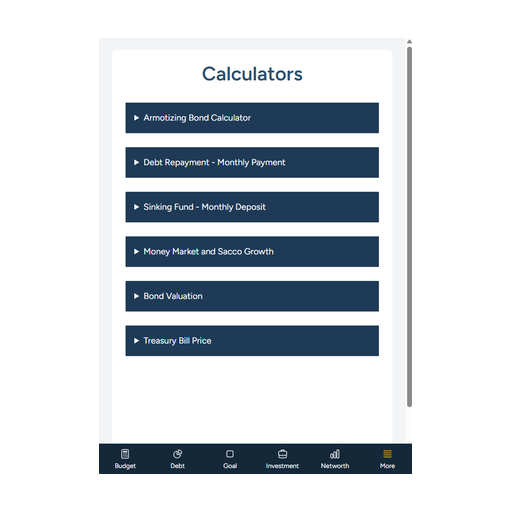 Calculators
Armotizing Bond Calculator
Debt Repayment - Monthly Payment
Sinking Fund - Monthly Deposit
Money Market and Sacco Growth
Bond Valuation
Treasury Bill Price
Budget Debt Goal Investment Networth More